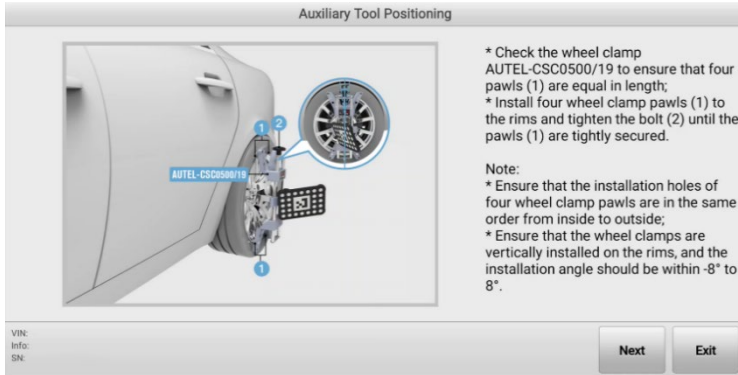 Auxiliary Tool Positioning
* Check the wheel clamp
AUTEL-CSC0500/19 to ensure that four
pawls (1) are equal in length;
* Install four wheel clamp pawls (1) to
the rims and tighten the bolt (2) until the
pawls (1) are tightly secured.
Note:
* Ensure that the installation holes of
four wheel clamp pawls are in the same
order from inside to outside;
* Ensure that the wheel clamps are
vertically installed on the rims, and the
installation angle should be within -8° to
8°.
1
2
AUTEL-CSC0500/19
1
VIN:
Info:
SN:
Next
Exit